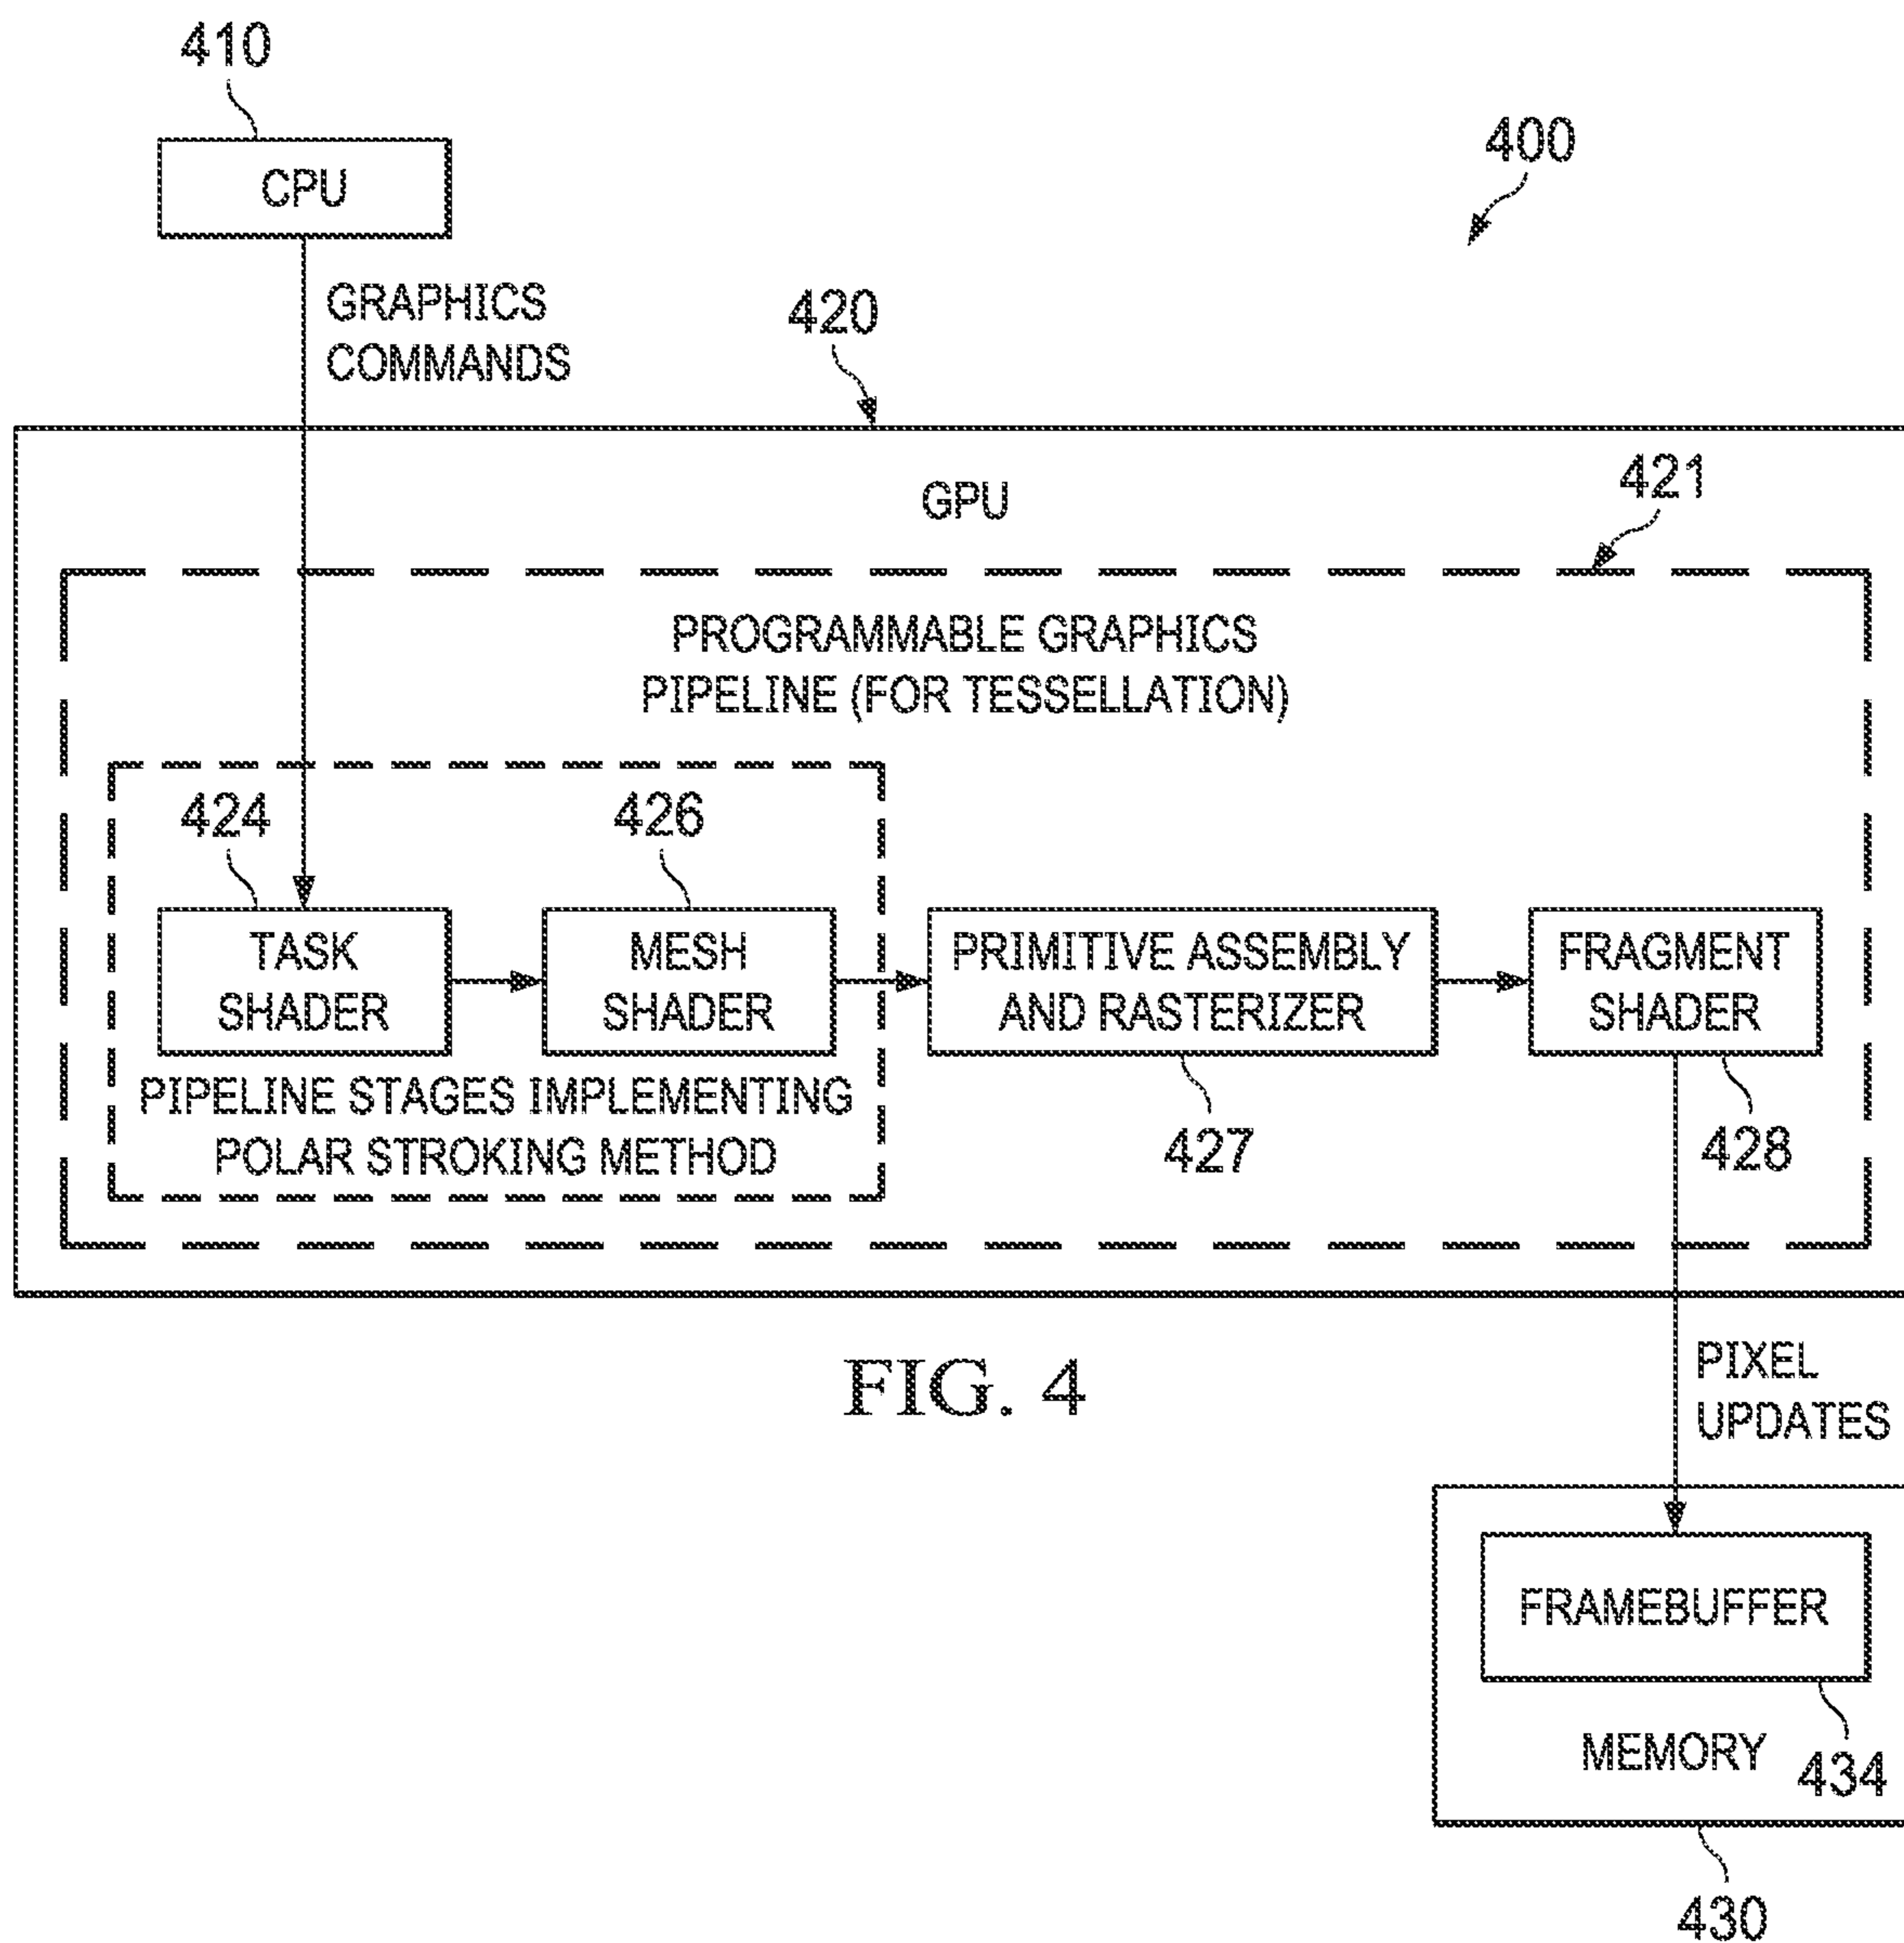 410
CPU
400
GRAPHICS
COMMANDS
420
GPU
421
PROGRAMMABLE GRAPHICS
PIPELINE (FOR TESSELLATION)
424
426
TASK
SHADER
MESH
SHADER
PRIMITIVE ASSEMBLY
AND RASTERIZER
FRAGMENT
SHADER
PIPELINE STAGES IMPLEMENTING
POLAR STROKING METHOD
427
428
FIG. 4
PIXEL
UPDATES
FRAMEBUFFER
MEMORY
434
430